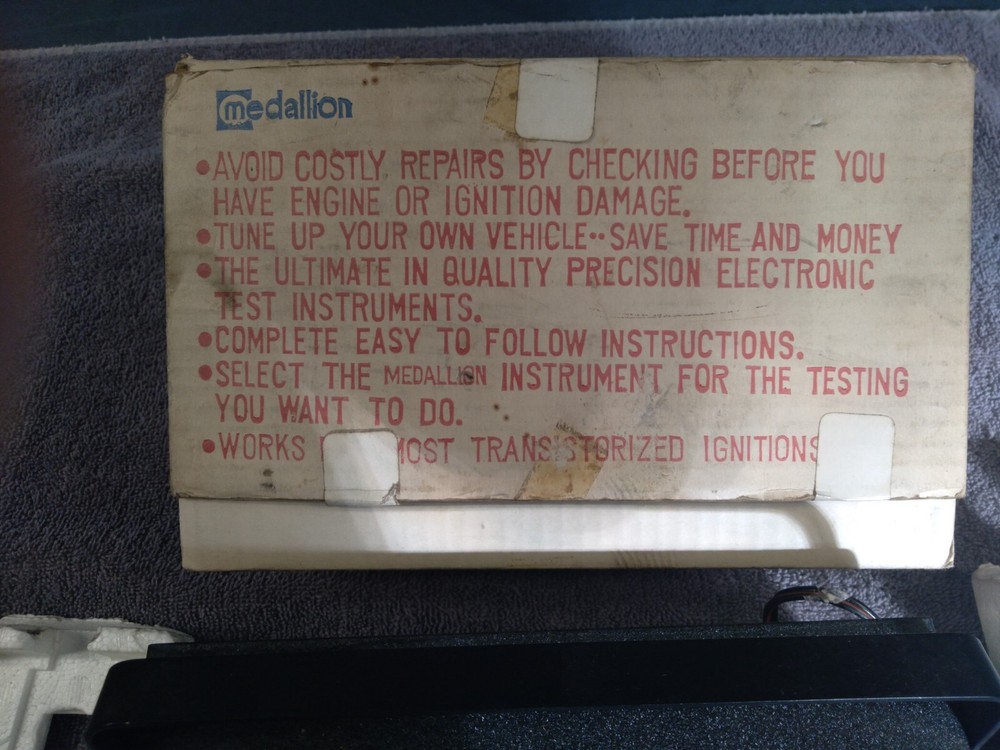 medallion
• AVOID COSTLY REPAIRS BY CHECKING BEFORE YOU
HAVE ENGINE OR IGNITION DAMAGE.
• TUNE UP YOUR OWN VEHICLE··SAVE TIME AND MONEY
• THE ULTIMATE IN QUALITY PRECISION ELECTRONIC
TEST INSTRUMENTS.
• COMPLETE EASY TO FOLLOW INSTRUCTIONS.
• SELECT THE MEDALLION INSTRUMENT FOR THE TESTING
YOU WANT TO DO.
• WORKS MOST TRANSISTORIZED IGNITIONS